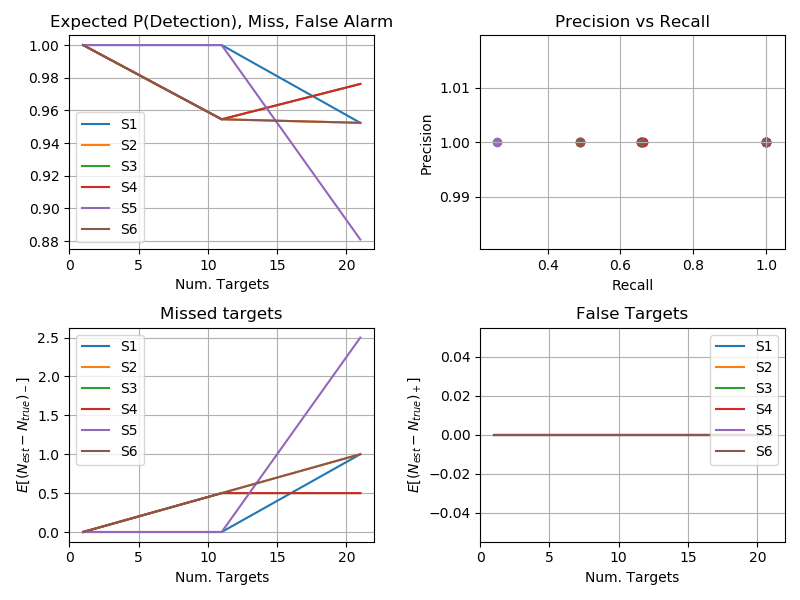 Expected P(Detection), Miss, False Alarm
1.00
0.98
0.96
0.94
0.92
0.90
0.88
S1
S2
S3
S4
S5
S6
0
5
10
15
20
Num. Targets
Precision vs Recall
Precision
1.01
1.00
0.99
0.4
0.6
0.8
1.0
Recall
Missed targets
E[(N_est − N_true)_−]
2.5
2.0
1.5
1.0
0.5
0.0
S1
S2
S3
S4
S5
S6
0
5
10
15
20
Num. Targets
False Targets
E[(N_est − N_true)_+]
0.04
0.02
0.00
−0.02
−0.04
S1
S2
S3
S4
S5
S6
0
5
10
15
20
Num. Targets